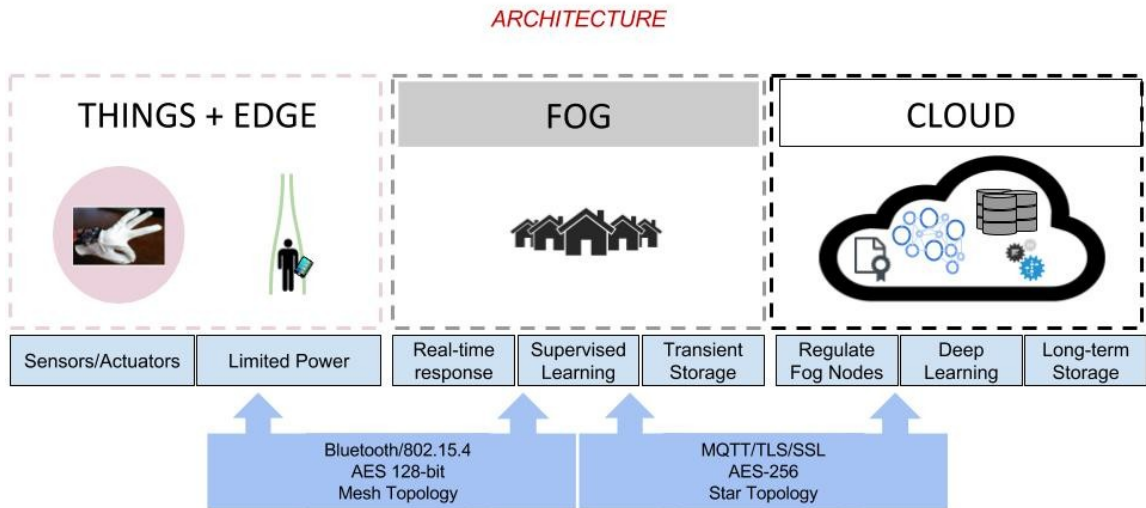 ARCHITECTURE
THINGS + EDGE
FOG
CLOUD
Sensors/Actuators
Limited Power
Real-time
response
Supervised
Learning
Transient
Storage
Regulate
Fog Nodes
Deep
Learning
Long-term
Storage
Bluetooth/802.15.4
AES 128-bit
Mesh Topology
MQTT/TLS/SSL
AES-256
Star Topology